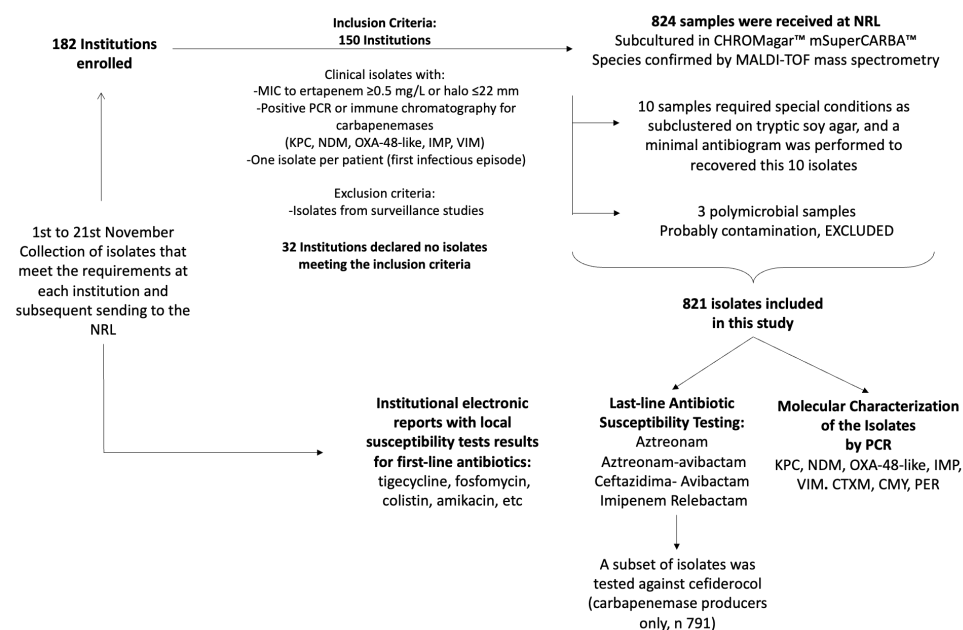 182 Institutions
enrolled
Inclusion Criteria:
150 Institutions
Clinical isolates with:
-MIC to ertapenem ≥0.5 mg/L or halo ≤22 mm
-Positive PCR or immune chromatography for
carbapenemases
(KPC, NDM, OXA-48-like, IMP, VIM)
-One isolate per patient (first infectious episode)
Exclusion criteria:
-Isolates from surveillance studies
32 Institutions declared no isolates
meeting the inclusion criteria
824 samples were received at NRL
Subcultured in CHROMagar™ mSuperCARBA™
Species confirmed by MALDI-TOF mass spectrometry
10 samples required special conditions as
subclustered on tryptic soy agar, and a
minimal antibiogram was performed to
recovered this 10 isolates
3 polymicrobial samples
Probably contamination, EXCLUDED
1st to 21st November
Collection of isolates that
meet the requirements at
each institution and
subsequent sending to the
NRL
821 isolates included
in this study
Institutional electronic
reports with local
susceptibility tests results
for first-line antibiotics:
tigecycline, fosfomycin,
colistin, amikacin, etc
Last-line Antibiotic
Susceptibility Testing:
Aztreonam
Aztreonam-avibactam
Ceftazidima- Avibactam
Imipenem Relebactam
Molecular Characterization
of the Isolates
by PCR
KPC, NDM, OXA-48-like, IMP,
VIM. CTXM, CMY, PER
A subset of isolates was
tested against cefiderocol
(carbapenemase producers
only, n 791)